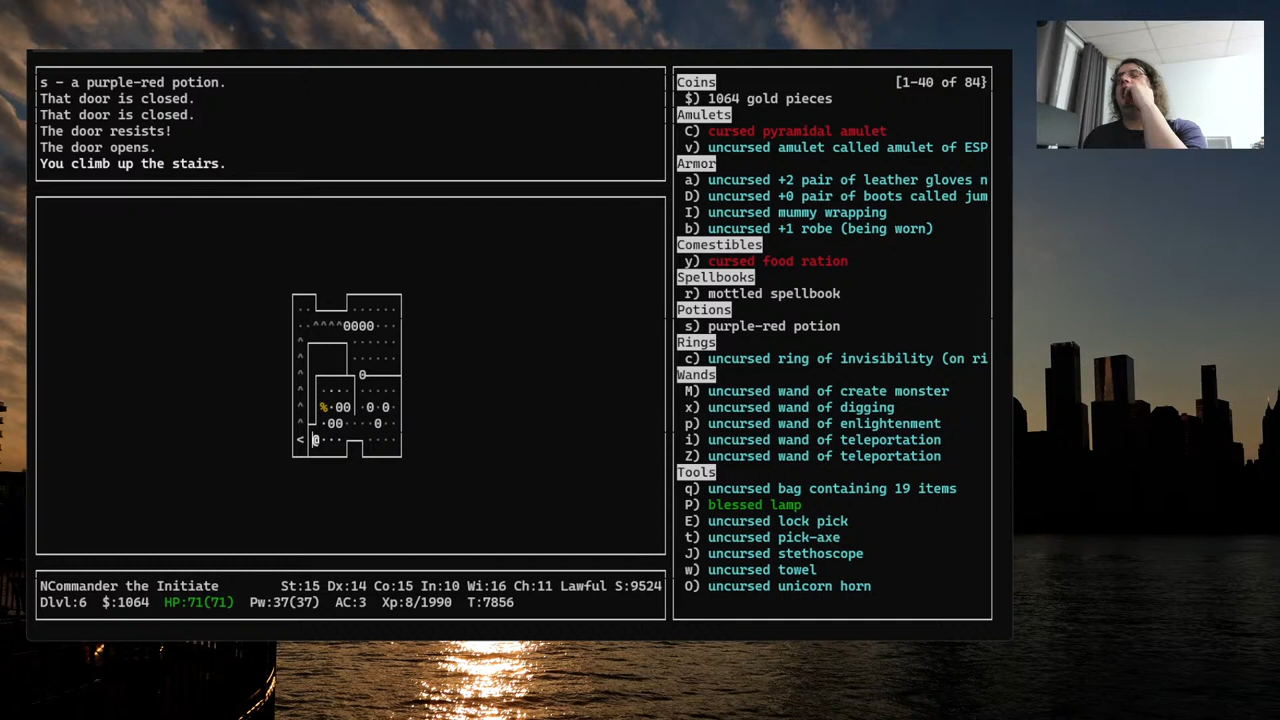 s - a purple-red potion.
That door is closed.
That door is closed.
The door resists!
The door opens.
You climb up the stairs.
Coins [1-40 of 84}
$) 1064 gold pieces
Amulets
C) cursed pyramidal amulet
v) uncursed amulet called amulet of ESP
Armor
a) uncursed +2 pair of leather gloves n
D) uncursed +0 pair of boots called jum
I) uncursed mummy wrapping
b) uncursed +1 robe (being worn)
Comestibles
y) cursed food ration
Spellbooks
r) mottled spellbook
Potions
s) purple-red potion
Rings
c) uncursed ring of invisibility (on ri
Wands
M) uncursed wand of create monster
x) uncursed wand of digging
p) uncursed wand of enlightenment
i) uncursed wand of teleportation
Z) uncursed wand of teleportation
Tools
q) uncursed bag containing 19 items
P) blessed lamp
E) uncursed lock pick
t) uncursed pick-axe
J) uncursed stethoscope
w) uncursed towel
O) uncursed unicorn horn
··^^^^0000···
^ ···
^ ···
^ 0
^ ··· ····
^ %·00 0·0·
^ ·00 0·
< @··· ····
NCommander the Initiate St:15 Dx:14 Co:15 In:10 Wi:16 Ch:11 Lawful S:9524
Dlvl:6 $:1064 HP:71(71) Pw:37(37) AC:3 Xp:8/1990 T:7856